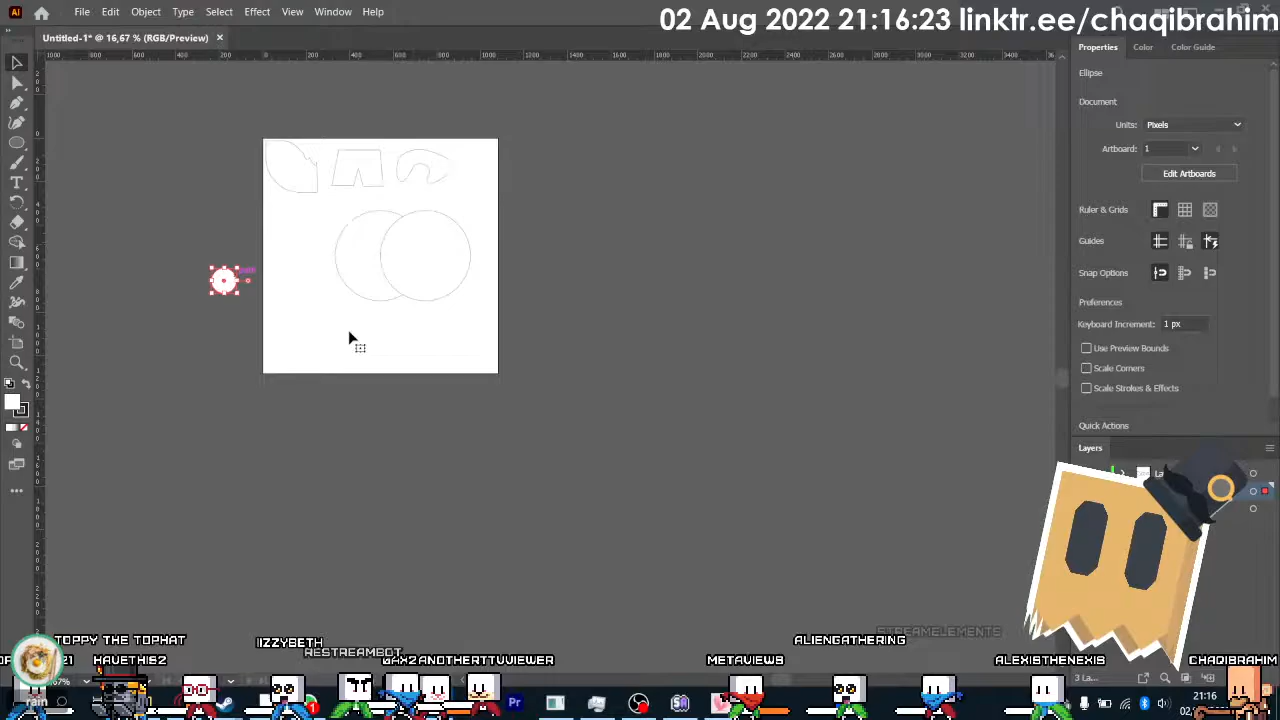 File Edit Object Type Select Effect View Window Help
02 Aug 2022 21:16:23 linktr.ee/chaqibrahim
Untitled-1* @ 16,67 % (RGB/Preview)
Properties Color Color Guide
Ellipse
Document
Units: Pixels
Artboard: 1
Edit Artboards
Ruler & Grids
Guides
Snap Options
Preferences
Keyboard Increment: 1 px
Use Preview Bounds
Scale Corners
Scale Strokes & Effects
Quick Actions
Layers
STREAMELEMENTS
TOPPY THE TOPHAT
IZZYBETH
ALIENGATHERING
RESTREAMBOT
HAVETHIS2
METAVIEWS
ALEXISTHENEXIS
CHAQIBRAHIM
rain
21:16